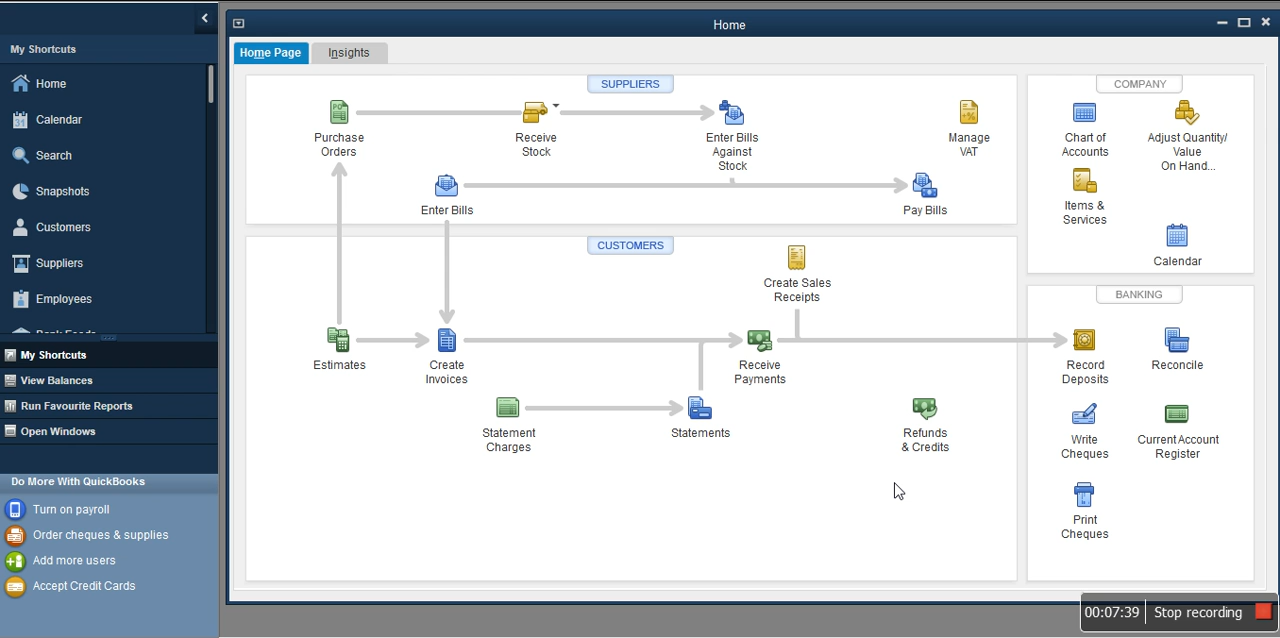 Home
My Shortcuts
Home
Calendar
Search
Snapshots
Customers
Suppliers
Employees
My Shortcuts
View Balances
Run Favourite Reports
Open Windows
Do More With QuickBooks
Turn on payroll
Order cheques & supplies
Add more users
Accept Credit Cards
Home Page
Insights
SUPPLIERS
Purchase
Orders
Receive
Stock
Enter Bills
Against
Stock
Manage
VAT
Enter Bills
Pay Bills
CUSTOMERS
Create Sales
Receipts
Estimates
Create
Invoices
Receive
Payments
Statement
Charges
Statements
Refunds
& Credits
COMPANY
Chart of
Accounts
Adjust Quantity/
Value
On Hand...
Items &
Services
Calendar
BANKING
Record
Deposits
Reconcile
Write
Cheques
Current Account
Register
Print
Cheques
00:07:39 Stop recording